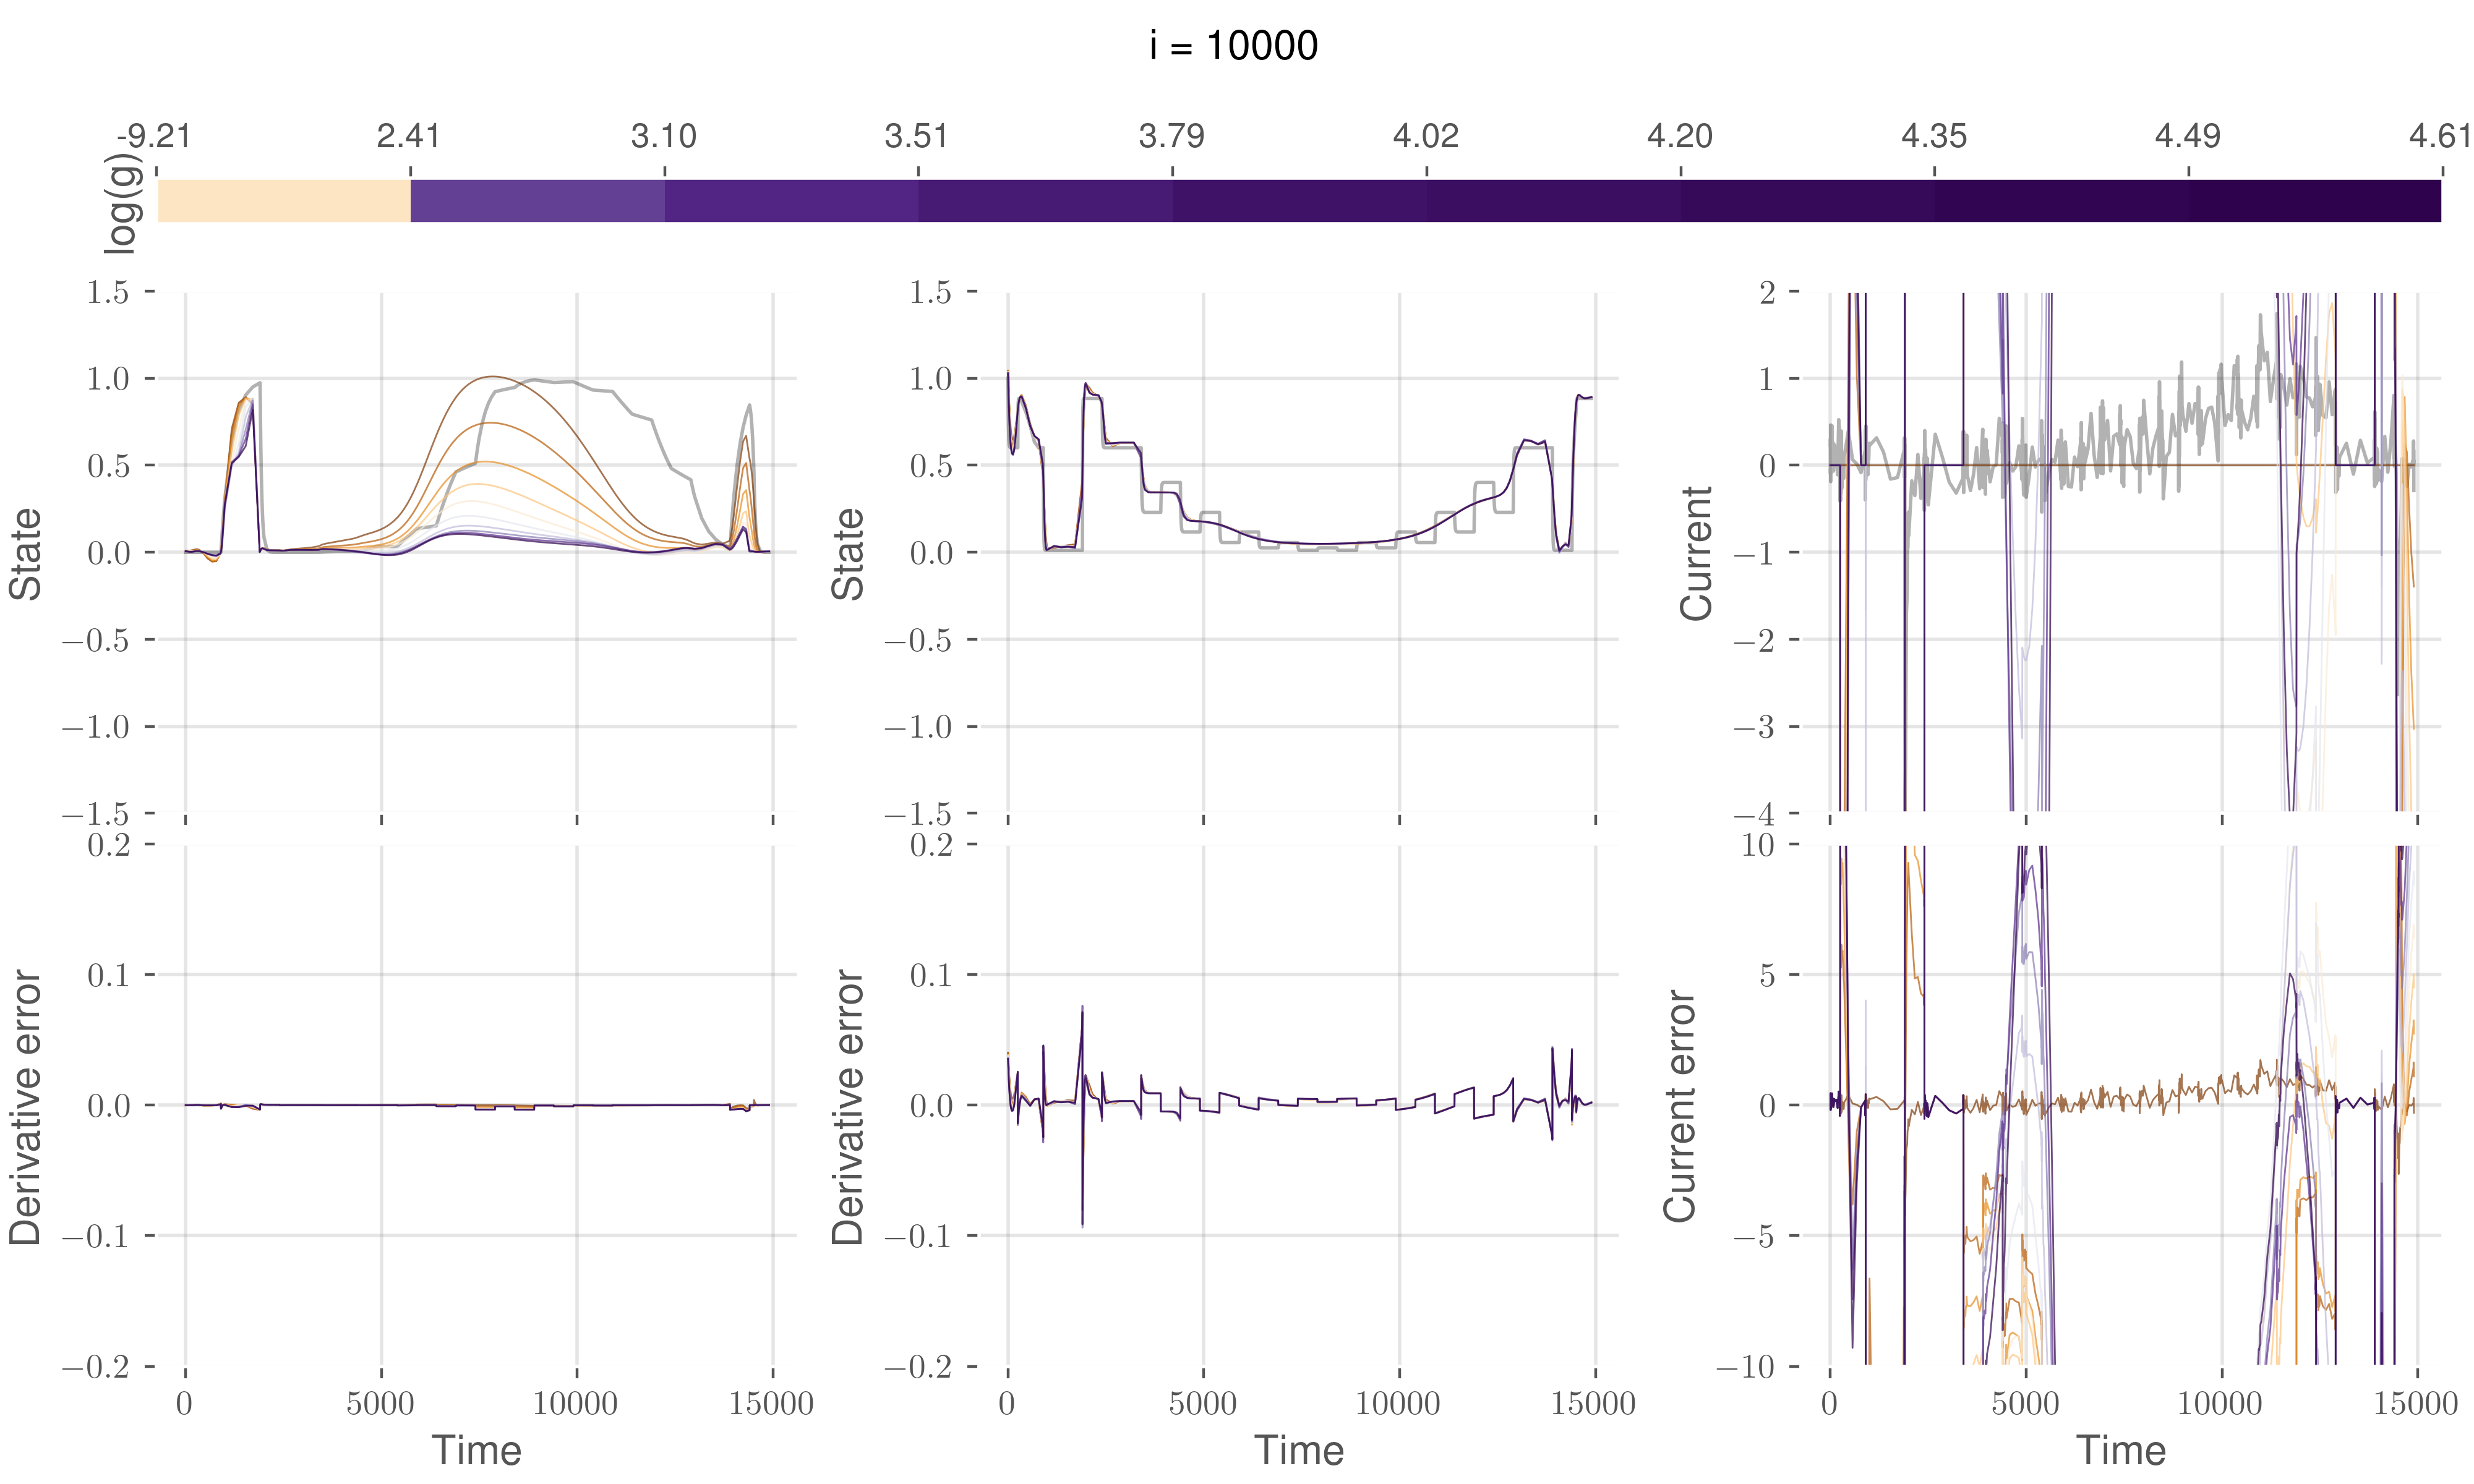 i = 10000
-9.21 2.41 3.10 3.51 3.79 4.02 4.20 4.35 4.49 4.61
log(g)
1.5
1.0
0.5
0.0
−0.5
−1.0
−1.5
State
1.5
1.0
0.5
0.0
−0.5
−1.0
−1.5
State
2
1
0
−1
−2
−3
−4
Current
0.2
0.1
0.0
−0.1
−0.2
Derivative error
0 5000 10000 15000
Time
0.2
0.1
0.0
−0.1
−0.2
Derivative error
0 5000 10000 15000
Time
10
5
0
−5
−10
Current error
0 5000 10000 15000
Time